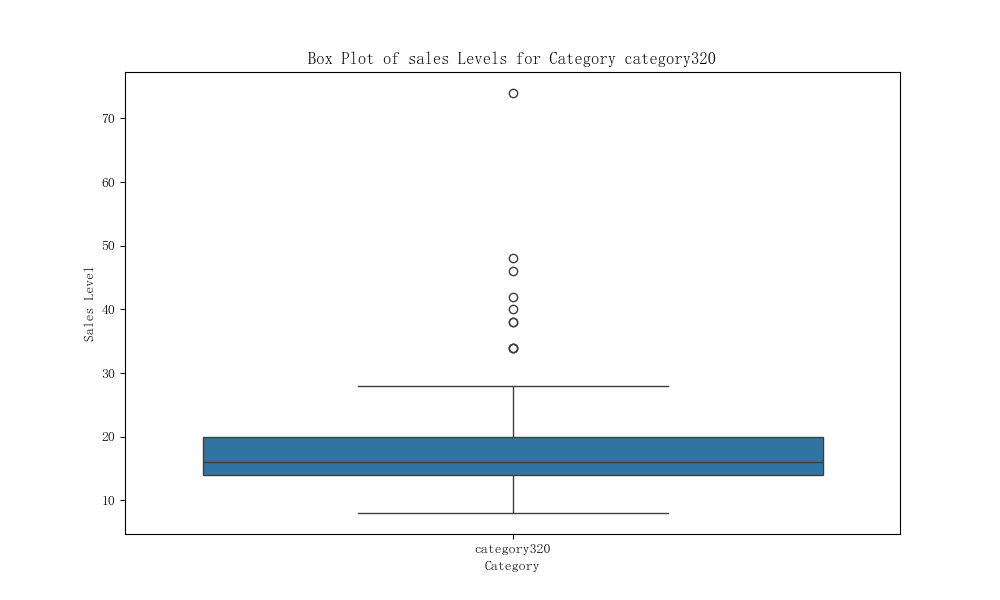 Box Plot of sales Levels for Category category320
70
60
50
40
30
20
10
Sales Level
category320
Category